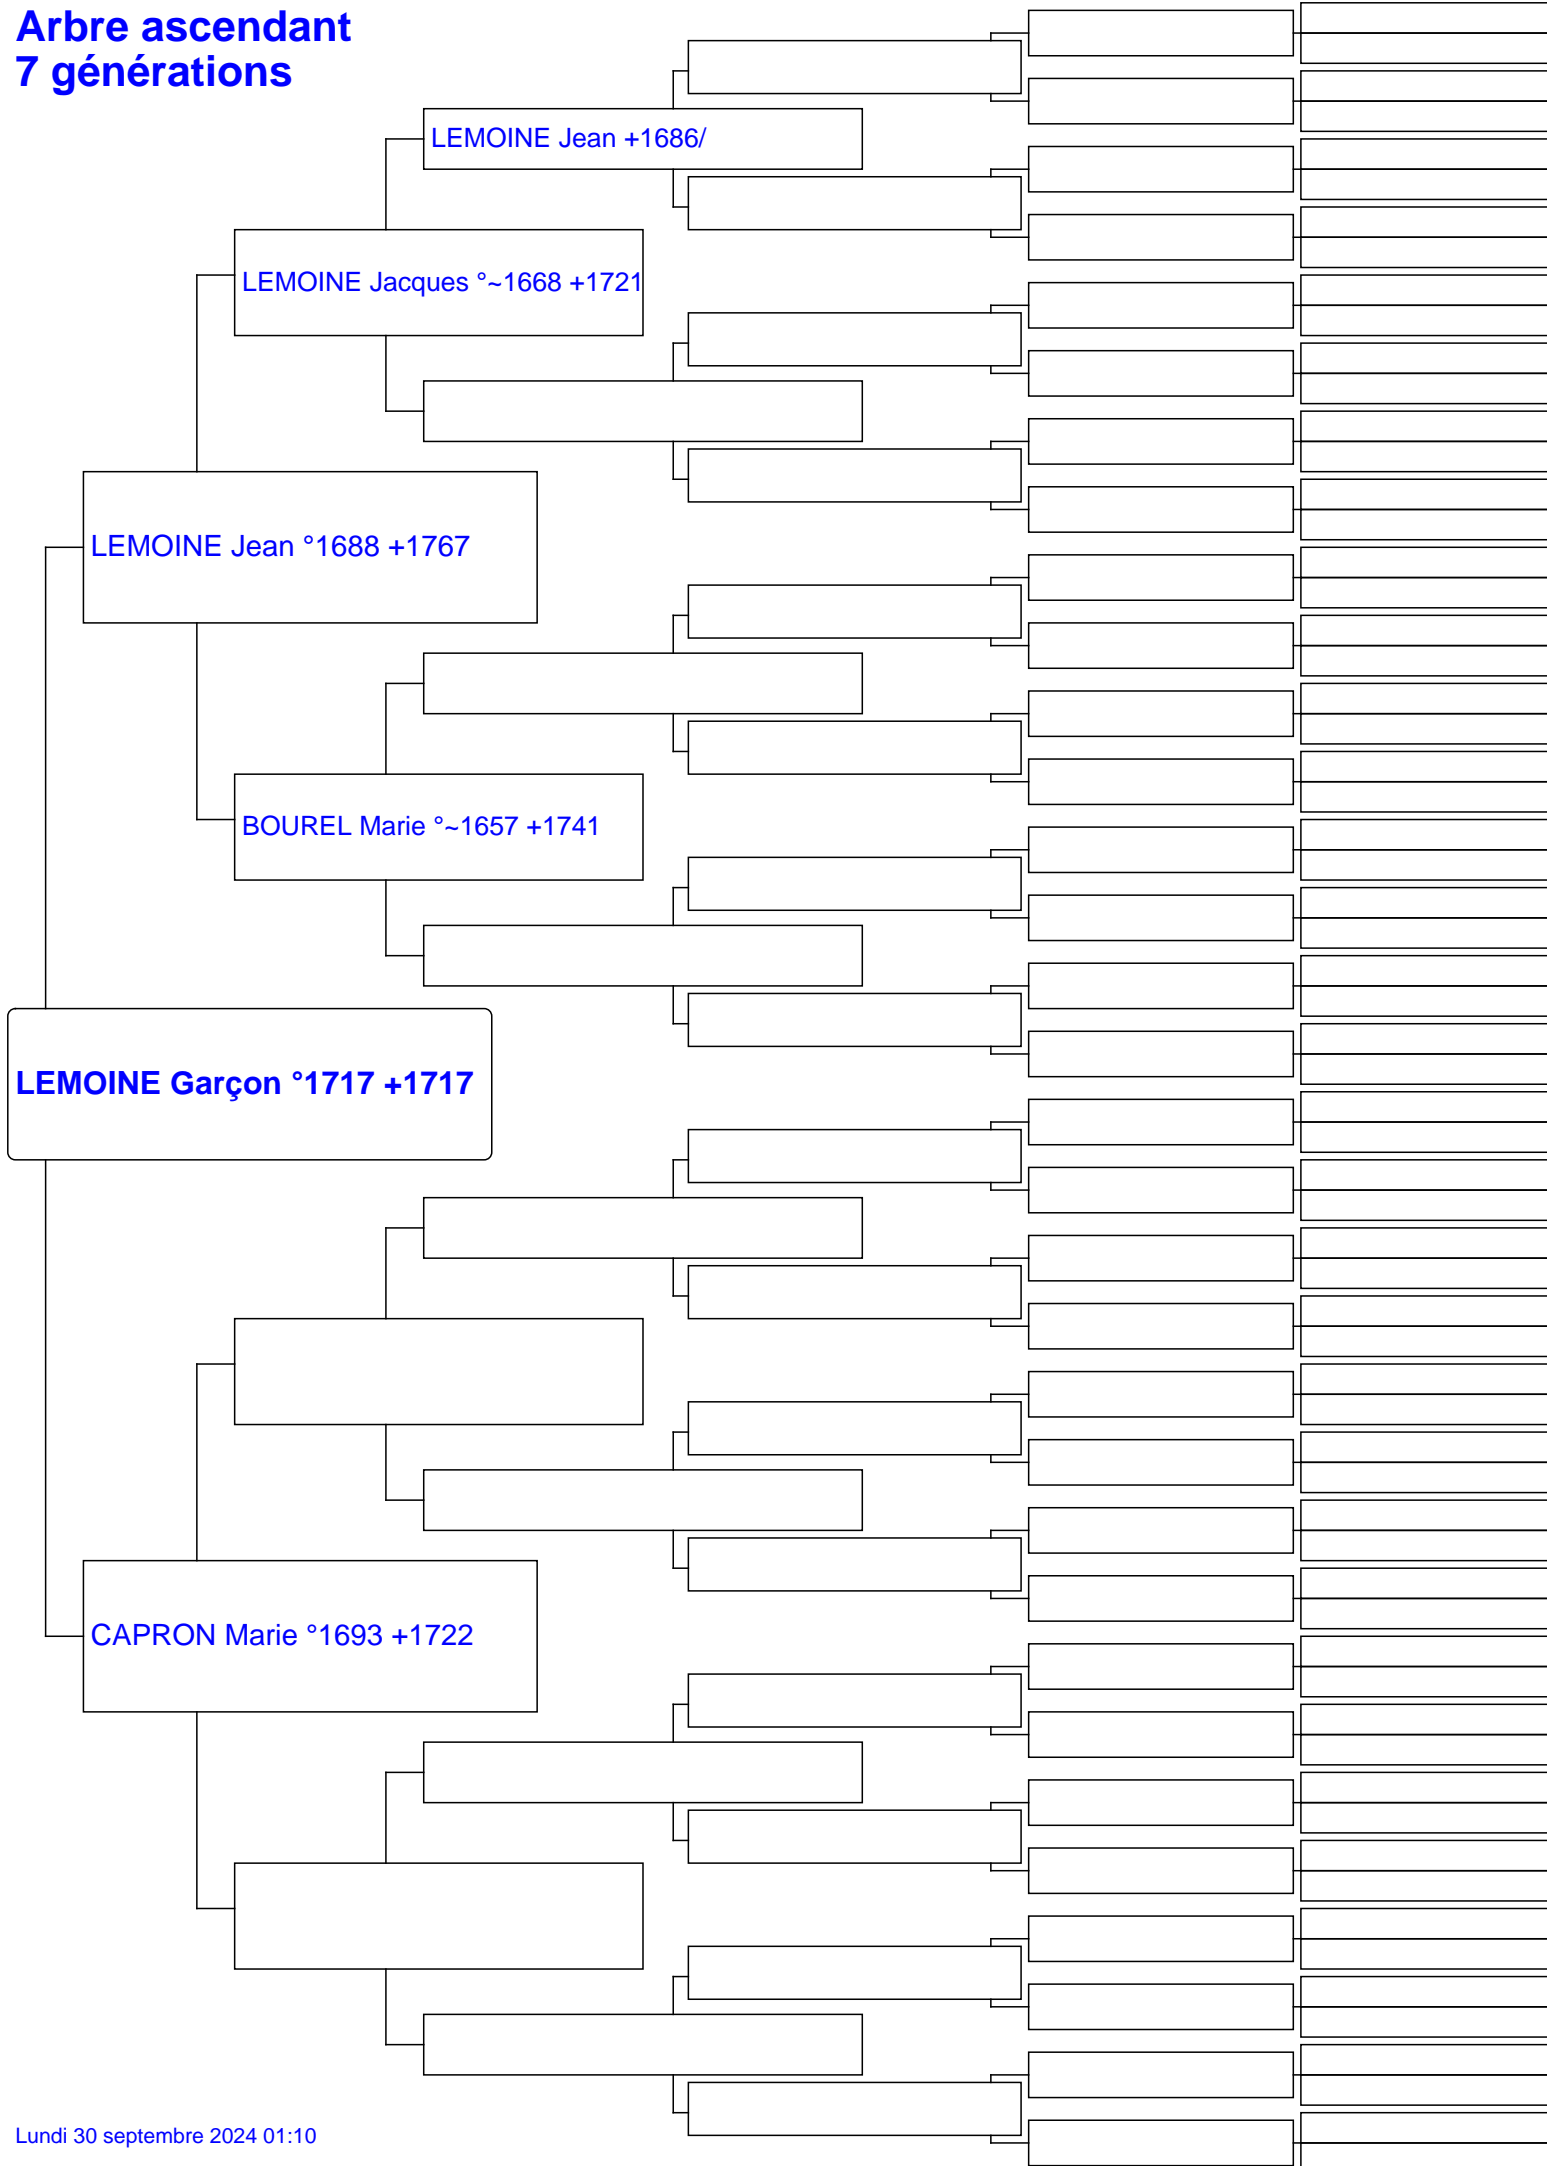 Arbre ascendant
7 générations
LEMOINE Jean +1686/
LEMOINE Jacques °~1668 +1721
LEMOINE Jean °1688 +1767
BOUREL Marie °~1657 +1741
LEMOINE Garçon °1717 +1717
CAPRON Marie °1693 +1722
Lundi 30 septembre 2024 01:10